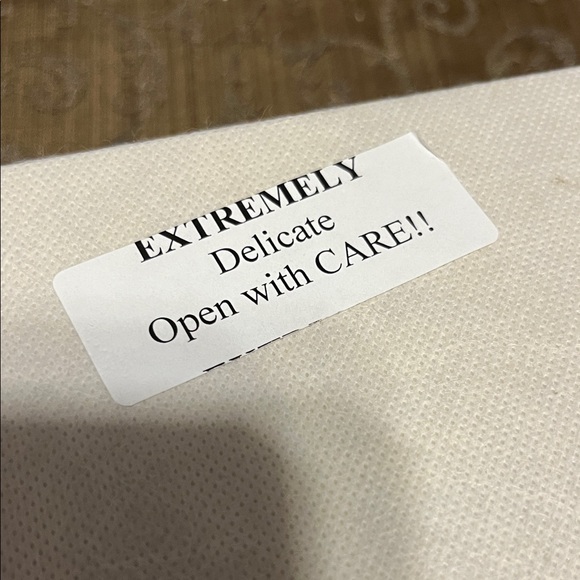 EXTREMELY
Delicate
Open with CARE!!